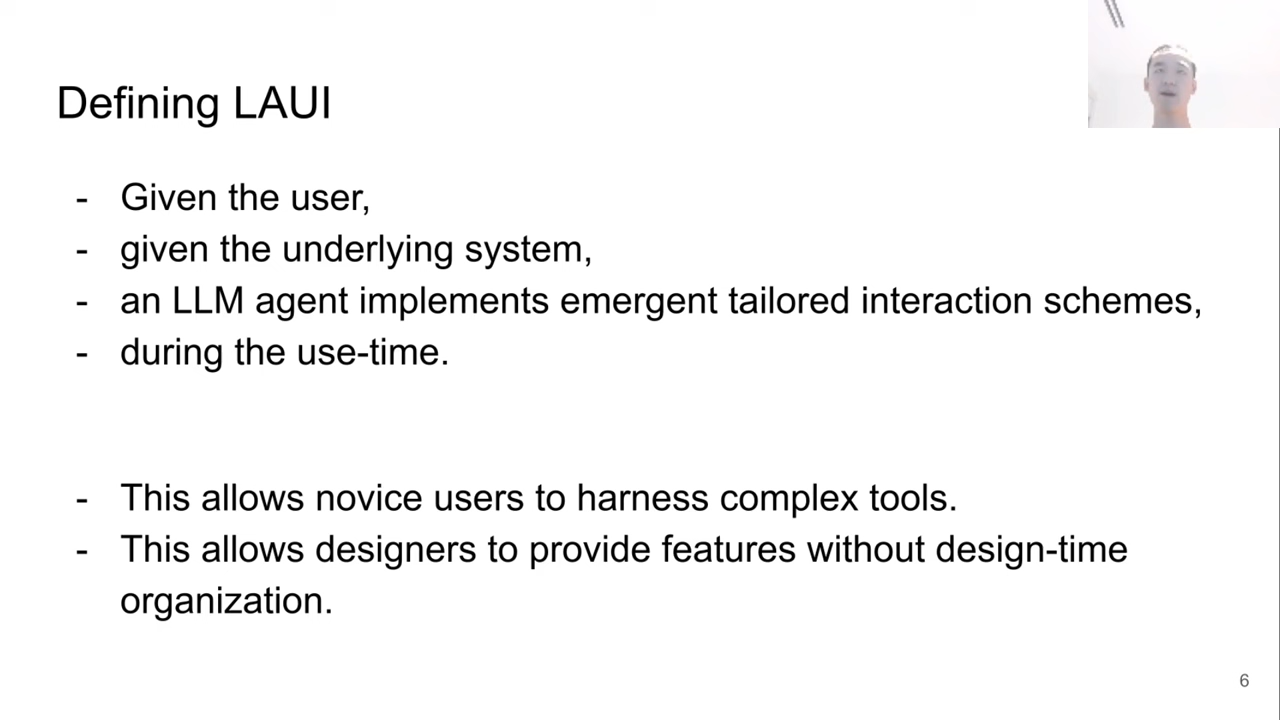 Defining LAUI
- Given the user,
- given the underlying system,
- an LLM agent implements emergent tailored interaction schemes,
- during the use-time.
- This allows novice users to harness complex tools.
- This allows designers to provide features without design-time
organization.
6